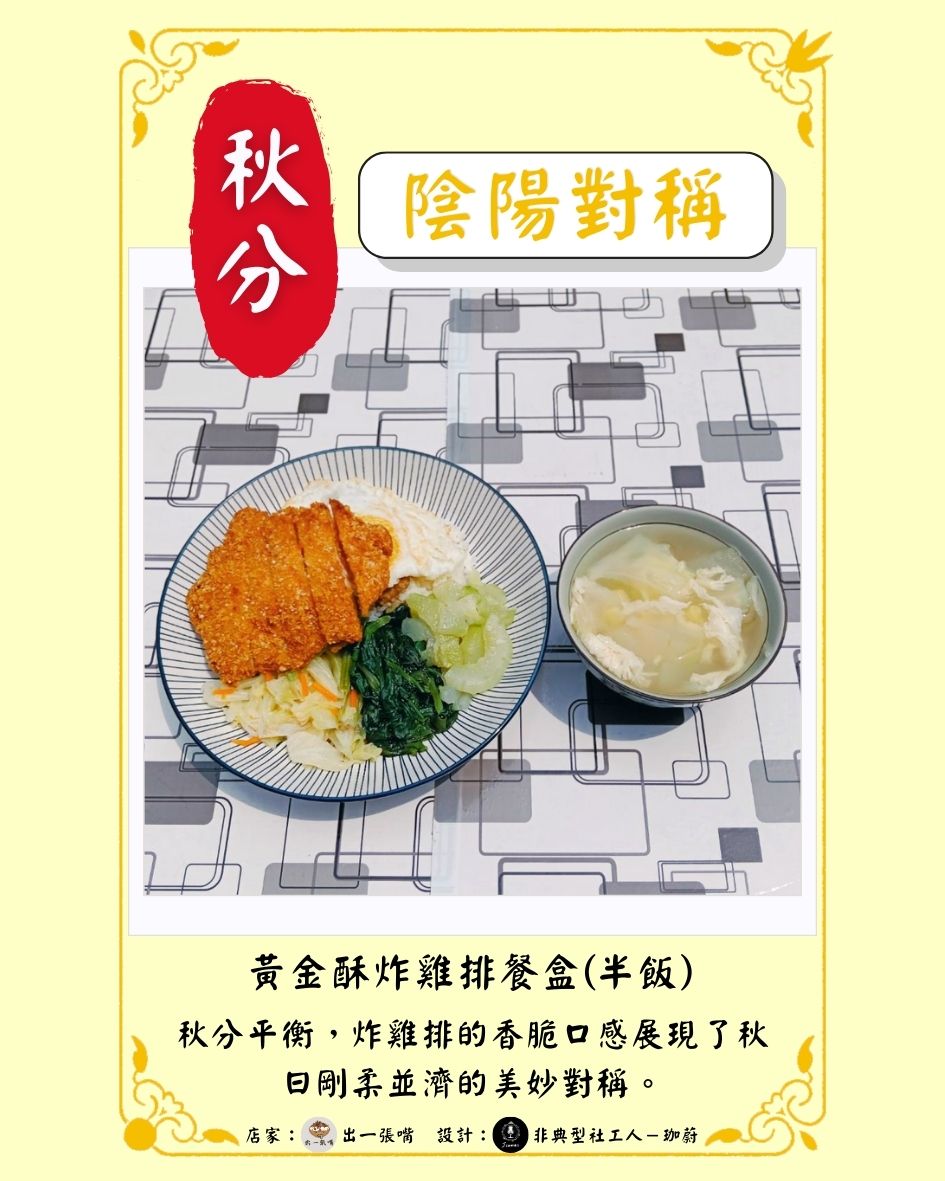 秋分
陰陽對稱
黃金酥炸雞排餐盒(半飯)
秋分平衡，炸雞排的香脆口感展現了秋
日剛柔並濟的美妙對稱。
店家：出一張嘴 設計：非典型社工人－珈蔚